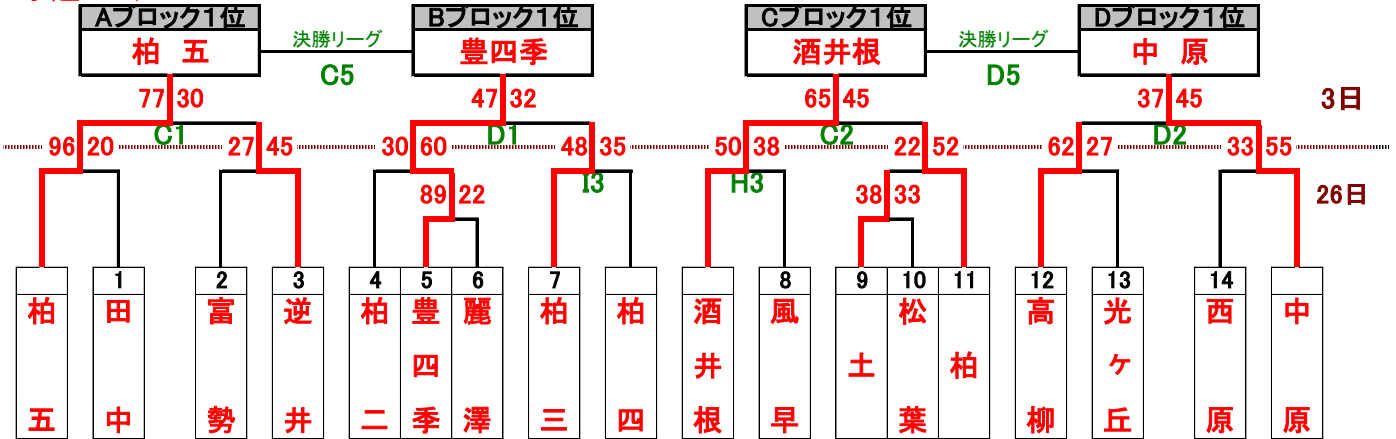 Aブロック1位 Bブロック1位 Cブロック1位 Dブロック1位
柏 五 決勝リーグ 豊四季 酒井根 決勝リーグ 中 原
C5 D5
77 30 47 32 65 45 37 45 3日
C1 D1 C2 D2
96 20 27 45 30 60 48 35 50 38 22 52 62 27 33 55
I3 H3
89 22 38 33 26日
1 2 3 4 5 6 7 8 9 10 11 12 13 14
柏五
田中
富勢
逆井
柏二
豊四季
麗澤
柏三
柏四
酒井根
風早
土
松葉
柏
高柳
光ケ丘
西原
中原